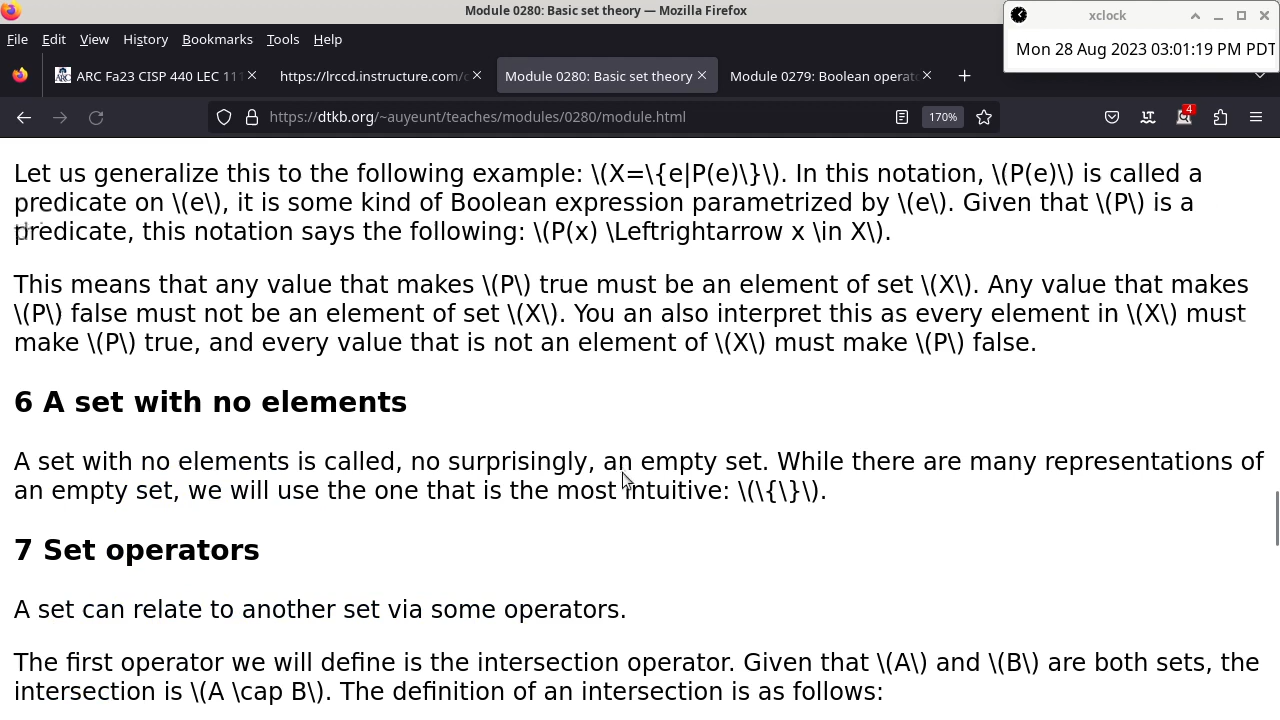 Module 0280: Basic set theory — Mozilla Firefox
xclock
File Edit View History Bookmarks Tools Help
Mon 28 Aug 2023 03:01:19 PM PDT
ARC Fa23 CISP 440 LEC 111
https://lrccd.instructure.com/c
Module 0280: Basic set theory
Module 0279: Boolean operat
https://dtkb.org/~auyeunt/teaches/modules/0280/module.html
170%
4
Let us generalize this to the following example: \(X=\{e|P(e)\}\). In this notation, \(P(e)\) is called a
predicate on \(e\), it is some kind of Boolean expression parametrized by \(e\). Given that \(P\) is a
predicate, this notation says the following: \(P(x) \Leftrightarrow x \in X\).
This means that any value that makes \(P\) true must be an element of set \(X\). Any value that makes
\(P\) false must not be an element of set \(X\). You an also interpret this as every element in \(X\) must
make \(P\) true, and every value that is not an element of \(X\) must make \(P\) false.
6 A set with no elements
A set with no elements is called, no surprisingly, an empty set. While there are many representations of
an empty set, we will use the one that is the most intuitive: \(\{\}\).
7 Set operators
A set can relate to another set via some operators.
The first operator we will define is the intersection operator. Given that \(A\) and \(B\) are both sets, the
intersection is \(A \cap B\). The definition of an intersection is as follows: